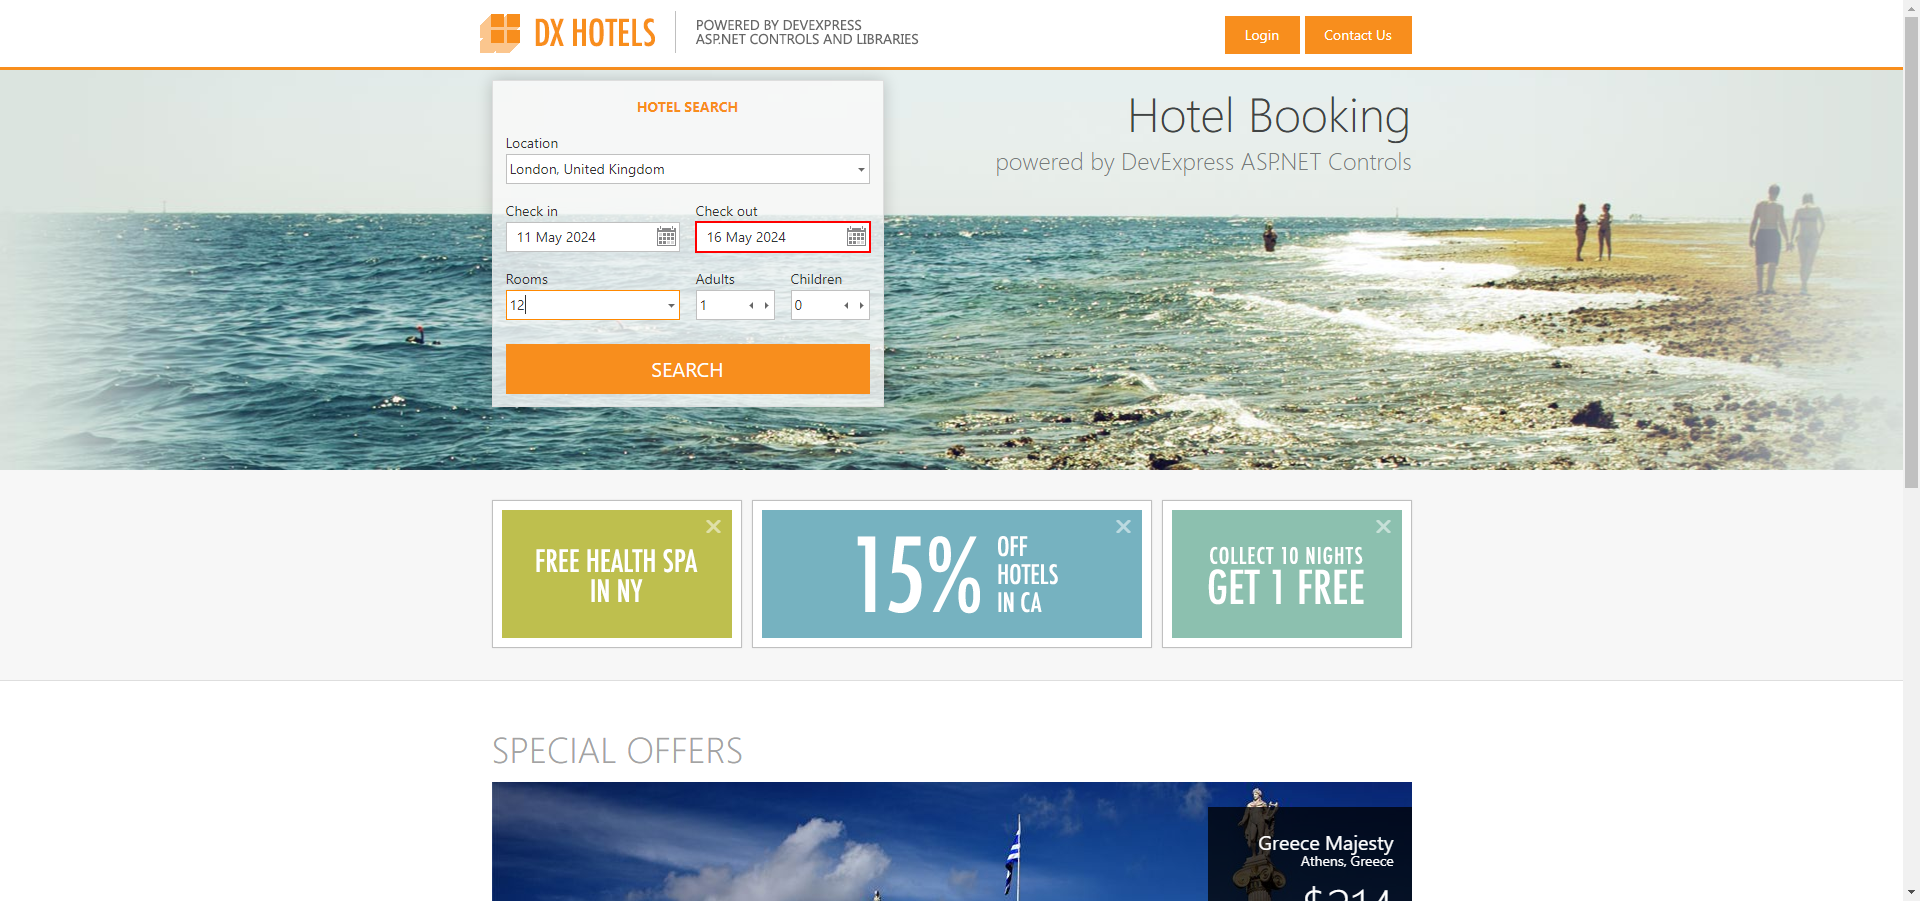 DX HOTELS
POWERED BY DEVEXPRESS
ASP.NET CONTROLS AND LIBRARIES
Login
Contact Us
HOTEL SEARCH
Location
London, United Kingdom
Check in
Check out
11 May 2024
16 May 2024
Rooms
Adults
Children
12
1
0
SEARCH
Hotel Booking
powered by DevExpress ASP.NET Controls
FREE HEALTH SPA
IN NY
15%
OFF
HOTELS
IN CA
COLLECT 10 NIGHTS
GET 1 FREE
SPECIAL OFFERS
Greece Majesty
Athens, Greece
$214